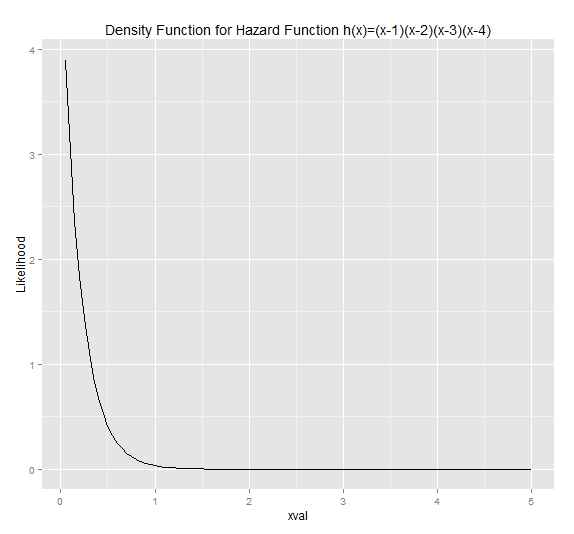 Density Function for Hazard Function h(x)=(x-1)(x-2)(x-3)(x-4)
4
3
2
1
0
Likelihood
0 1 2 3 4 5
xval